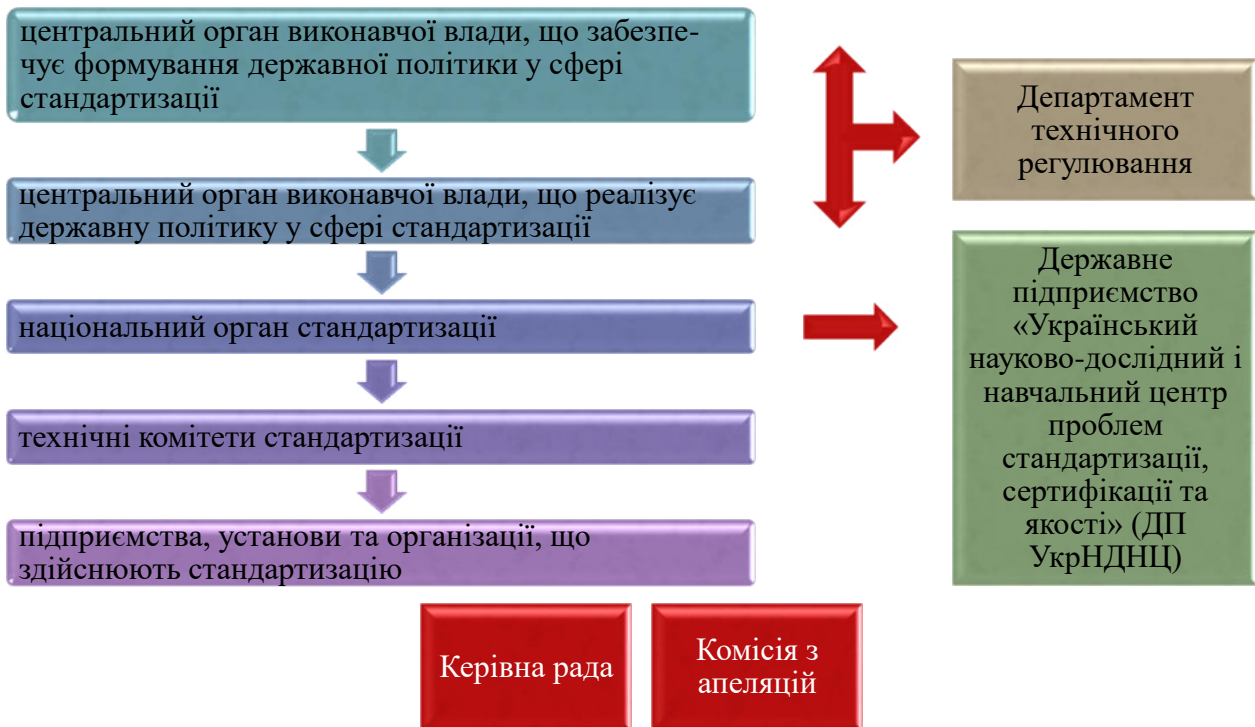 центральний орган виконавчої влади, що забезпе-
чує формування державної політики у сфері
стандартизації
центральний орган виконавчої влади, що реалізує
державну політику у сфері стандартизації
національний орган стандартизації
технічні комітети стандартизації
підприємства, установи та організації, що
здійснюють стандартизацію
Департамент
технічного
регулювання
Державне
підприємство
«Український
науково-дослідний і
навчальний центр
проблем
стандартизації,
сертифікації та
якості» (ДП
УкрНДНЦ)
Керівна рада
Комісія з
апеляцій